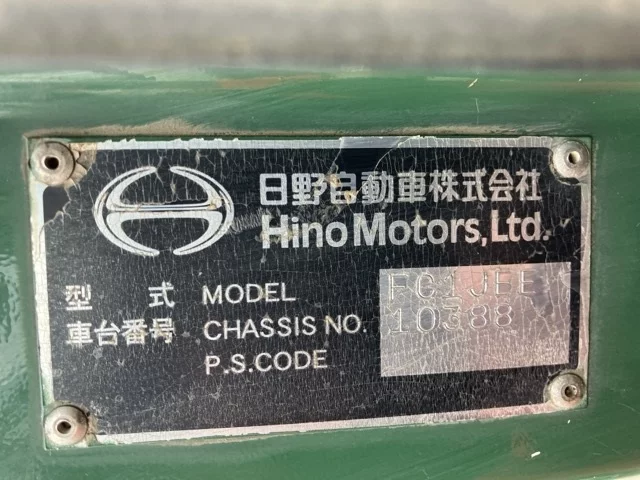 日野自動車株式会社
Hino Motors, Ltd.
型 式 MODEL FC1JEE
車台番号 CHASSIS NO. 10388
P.S.CODE